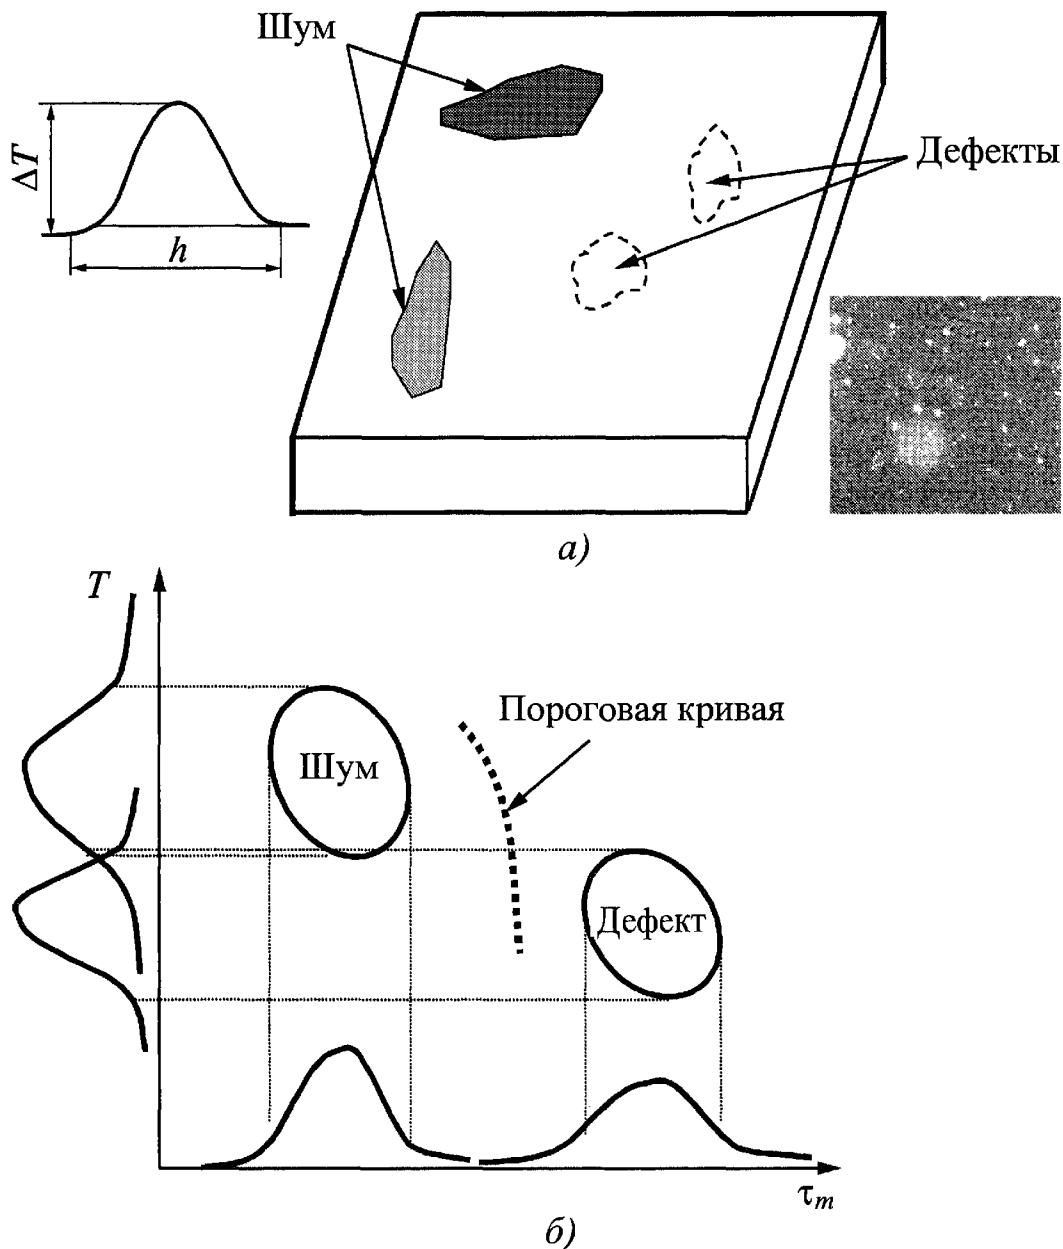 Шум
ΔT
h
Дефекты
а)
T
Пороговая кривая
Шум
Дефект
τm
б)